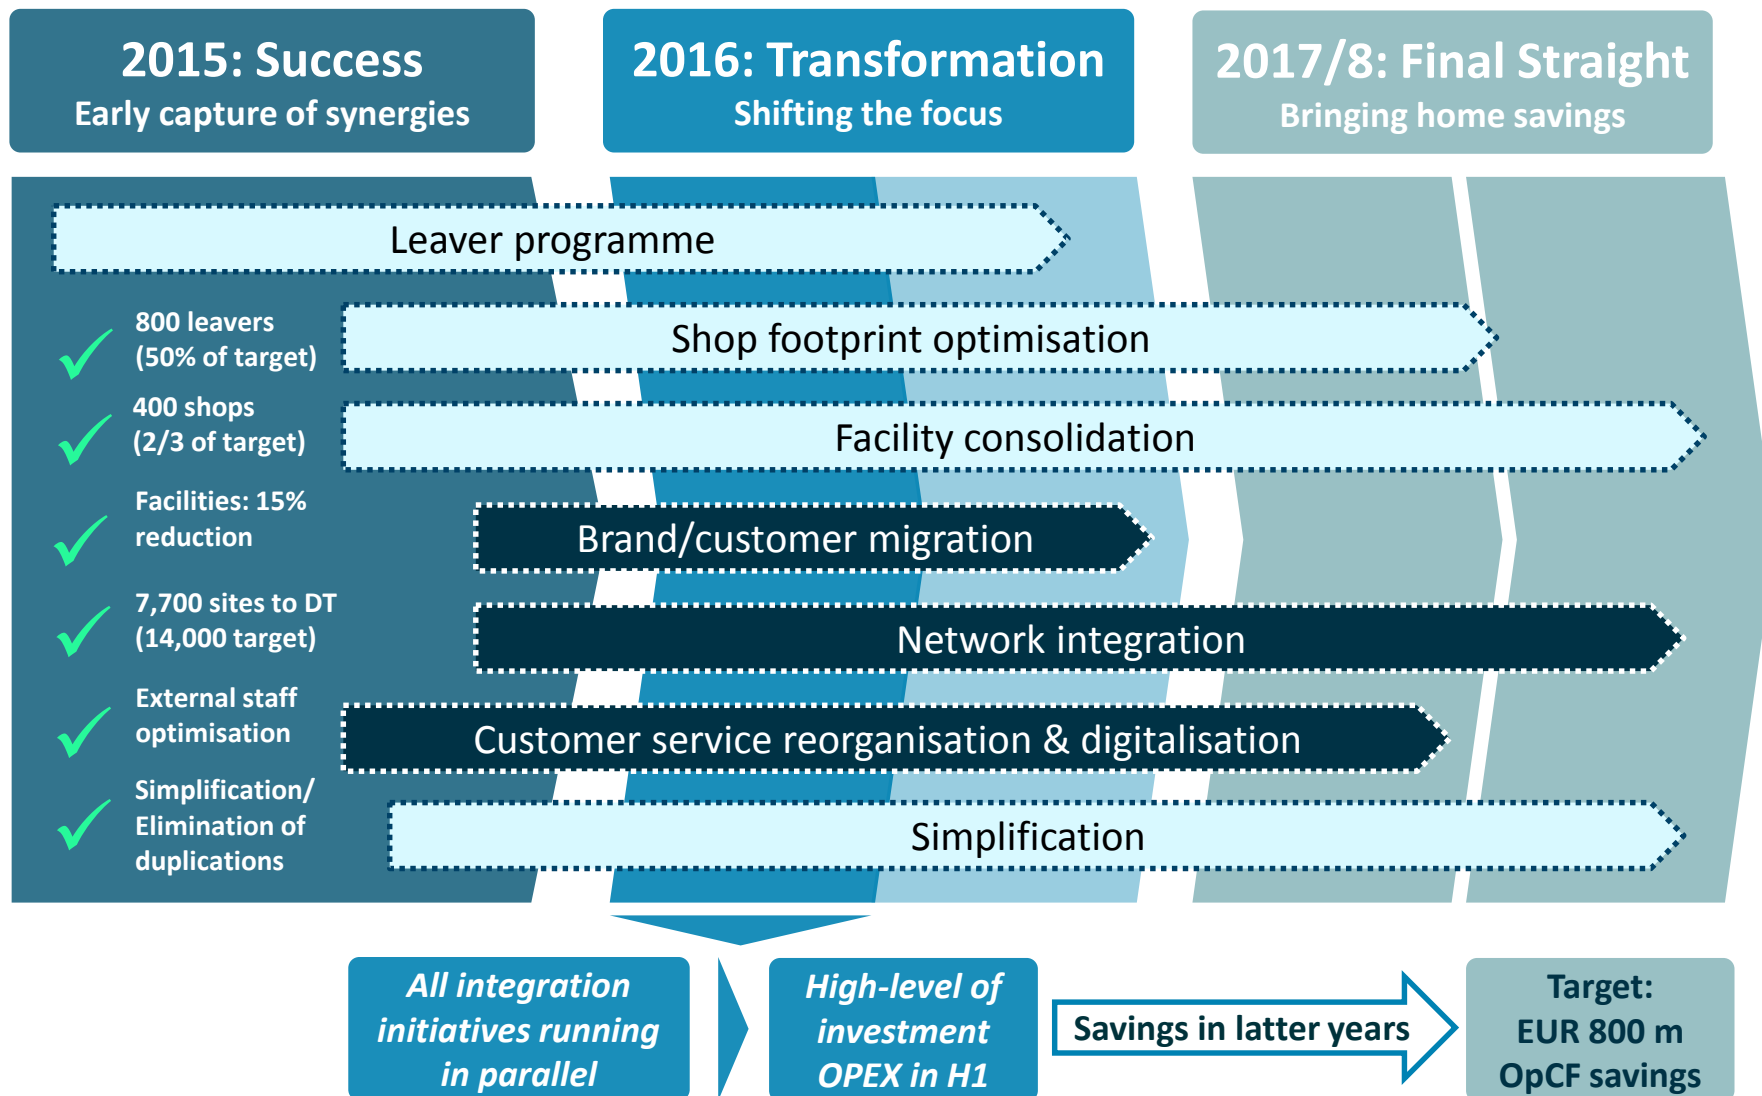 2015: Success
Early capture of synergies
2016: Transformation
Shifting the focus
2017/8: Final Straight
Bringing home savings
Leaver programme
800 leavers
(50% of target)
Shop footprint optimisation
400 shops
(2/3 of target)
Facility consolidation
Facilities: 15%
reduction
Brand/customer migration
7,700 sites to DT
(14,000 target)
Network integration
External staff
optimisation
Customer service reorganisation & digitalisation
Simplification/
Elimination of
duplications
Simplification
All integration
initiatives running
in parallel
High-level of
investment
OPEX in H1
Savings in latter years
Target:
EUR 800 m
OpCF savings